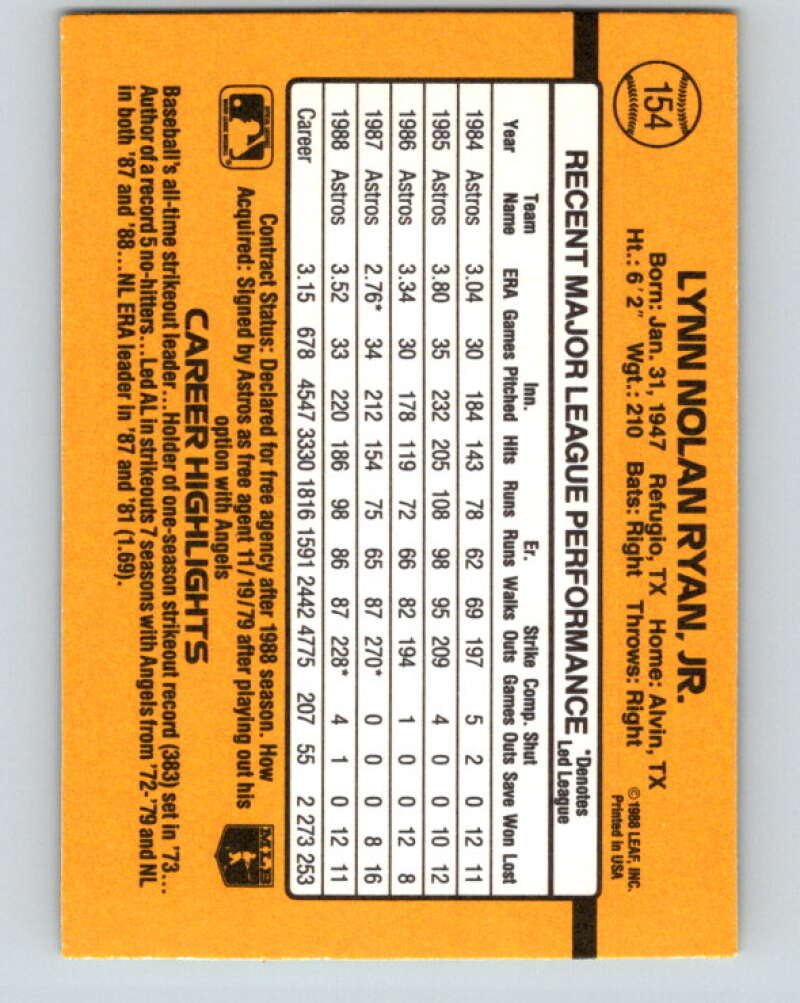 154
LYNN NOLAN RYAN, JR.
Born: Jan. 31, 1947 Refugio, TX Home: Alvin, TX
Ht.: 6'2" Wgt.: 210 Bats: Right Throws: Right
©1988 LEAF, INC.
Printed in USA
RECENT MAJOR LEAGUE PERFORMANCE *Denotes Led League
Year Team Name ERA Games Inn. Pitched Hits Runs Er. Runs Walks Strike Outs Comp. Games Shut Outs Save Won Lost
1984 Astros 3.04 30 184 143 78 62 69 197 5 2 0 12 11
1985 Astros 3.80 35 232 205 108 98 95 209 4 0 0 10 12
1986 Astros 3.34 30 178 119 72 66 82 194 1 0 0 12 8
1987 Astros 2.76* 34 212 154 75 65 87 270* 0 0 0 8 16
1988 Astros 3.52 33 220 186 98 86 87 228* 4 1 0 12 11
Career 3.15 678 4547 3330 1816 1591 2442 4775 207 55 2 273 253
Contract Status: Declared for free agency after 1988 season. How
Acquired: Signed by Astros as free agent 11/19/79 after playing out his
option with Angels
MLB
CAREER HIGHLIGHTS
Baseball's all-time strikeout leader...Holder of one-season strikeout record (383) set in '73...
Author of a record 5 no-hitters...Led AL in strikeouts 7 seasons with Angels from '72-'79 and NL
in both '87 and '88...NL ERA leader in '87 and '81 (1.69).